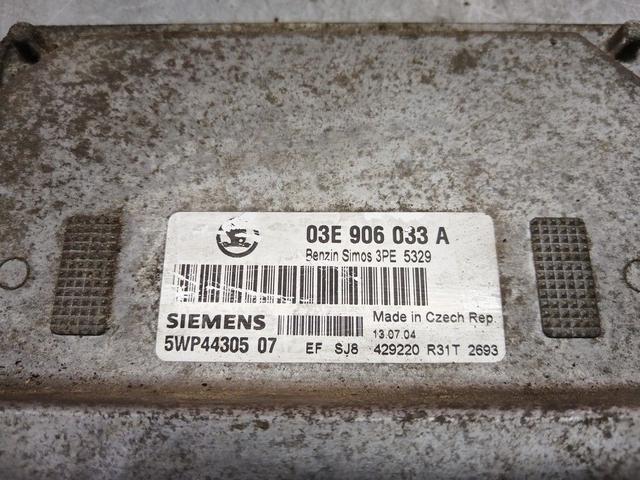 03E 906 033 A
Benzin Simos 3PE 5329
SIEMENS
Made in Czech Rep
13.07.04
5WP44305 07
EF SJ8 429220 R31T 2693